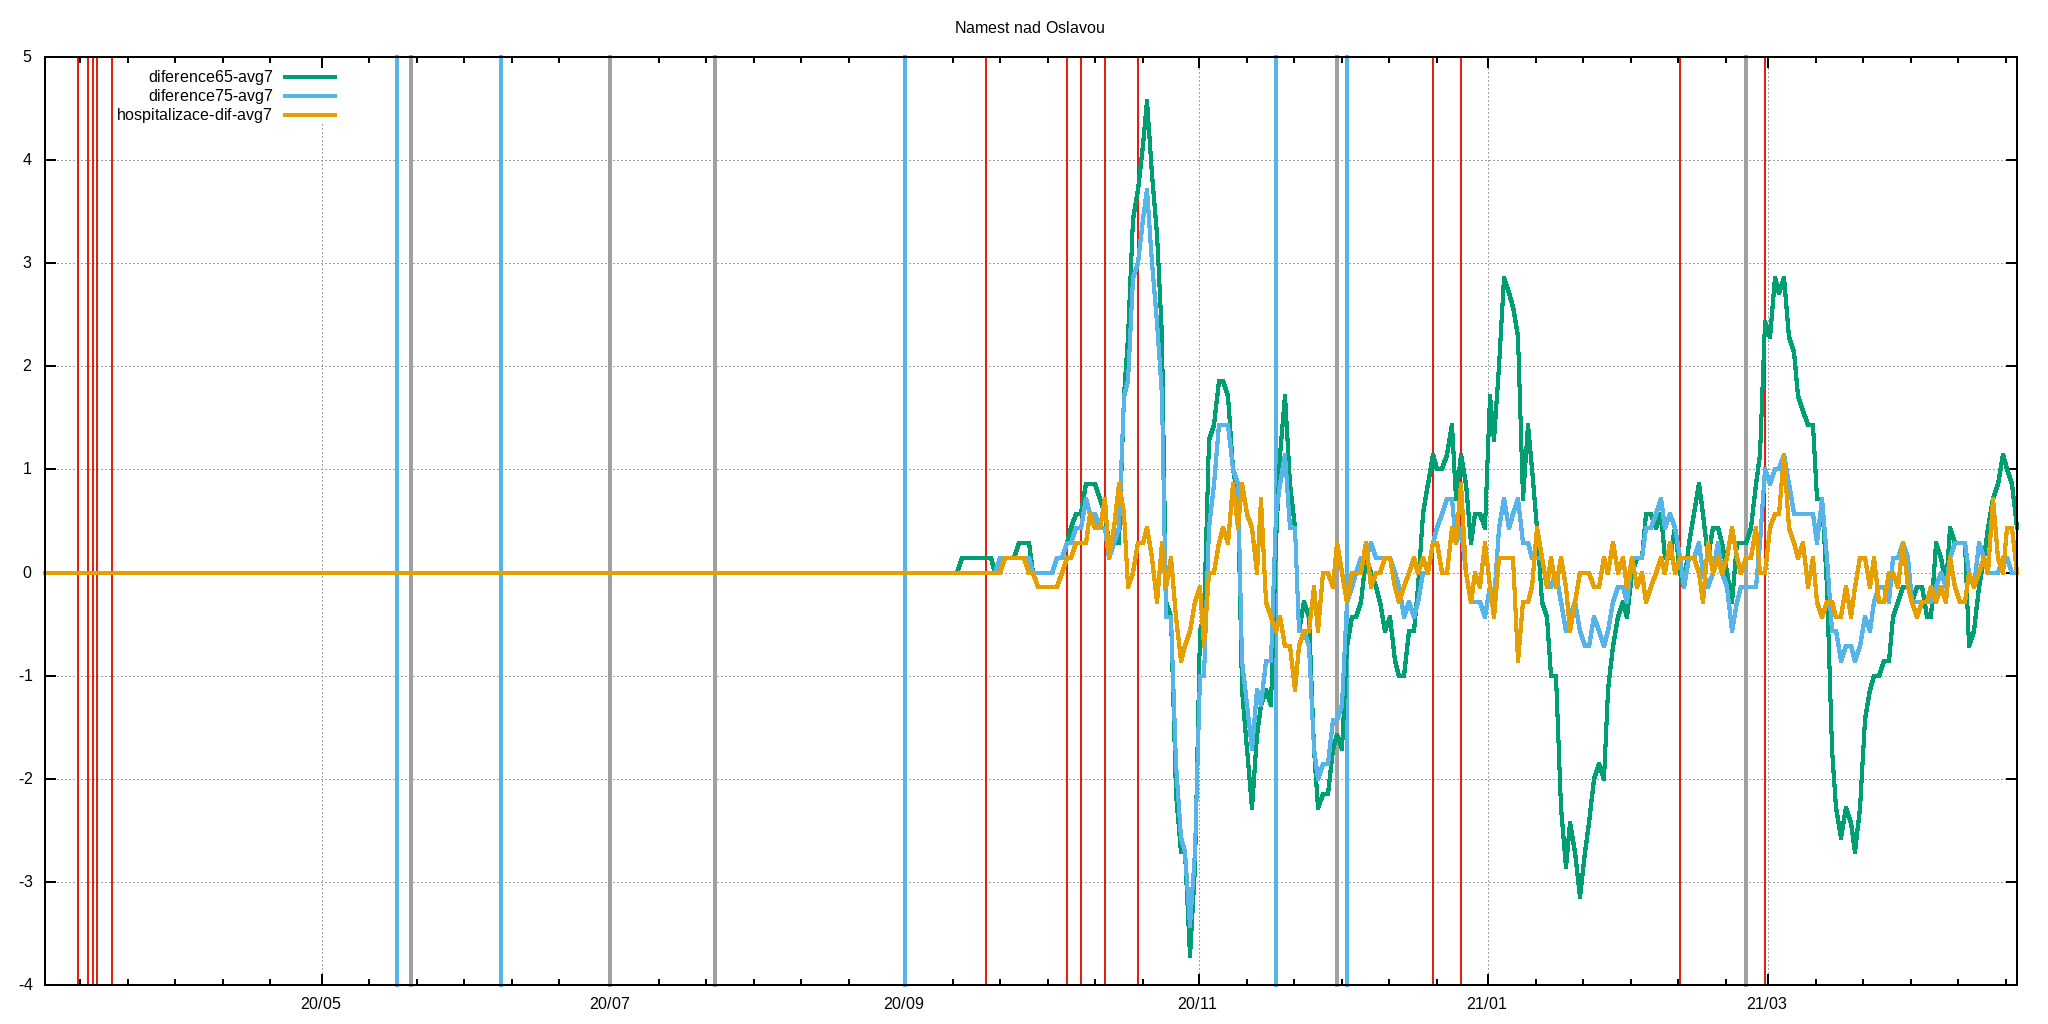 Namest nad Oslavou
5
diference65-avg7
diference75-avg7
hospitalizace-dif-avg7
4
3
2
1
0
-1
-2
-3
-4
20/05 20/07 20/09 20/11 21/01 21/03